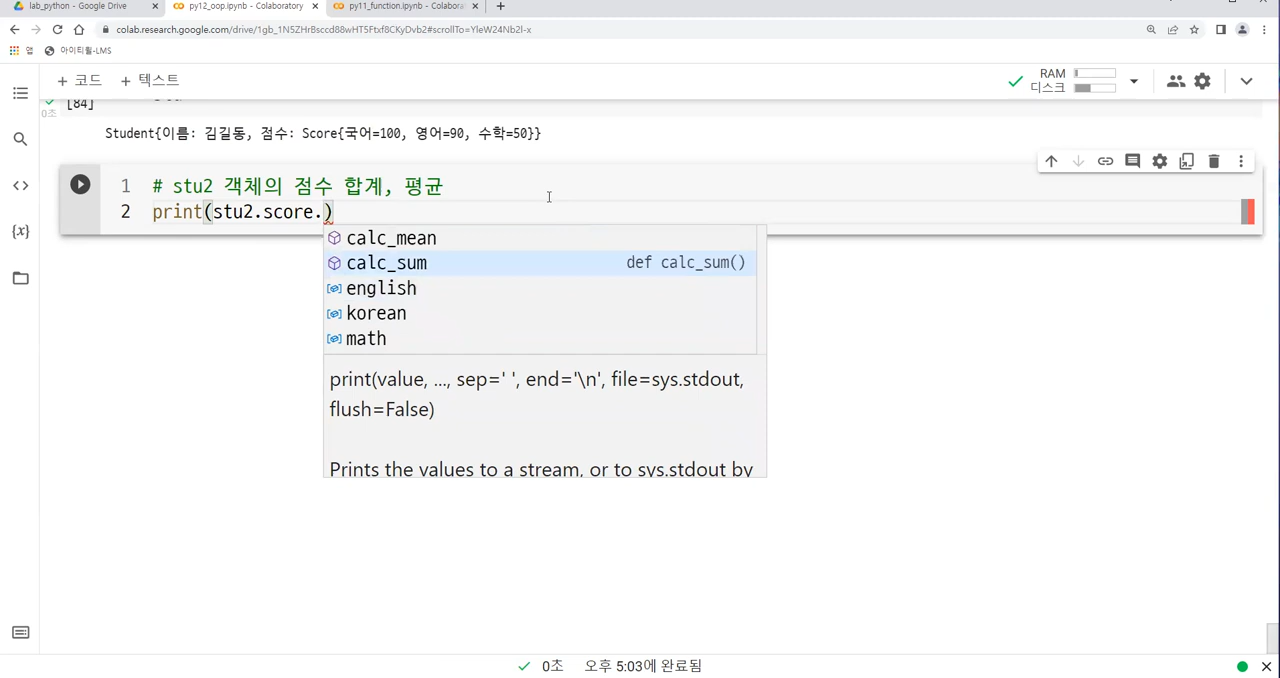 lab_python - Google Drive
py12_oop.ipynb - Colaboratory
py11_function.ipynb - Colabora
colab.research.google.com/drive/1gb_1N5ZHrBsccd88wHT5Ftxf8CKyDvb2#scrollTo=YleW24Nb2l-x
앱
아이티윌-LMS
+ 코드 + 텍스트
RAM
디스크
[84]
0초
Student{이름: 김길동, 점수: Score{국어=100, 영어=90, 수학=50}}
1 # stu2 객체의 점수 합계, 평균
2 print(stu2.score.)
calc_mean
calc_sum def calc_sum()
english
korean
math
print(value, ..., sep=' ', end='\n', file=sys.stdout,
flush=False)
Prints the values to a stream, or to sys.stdout by
{x}
0초 오후 5:03에 완료됨